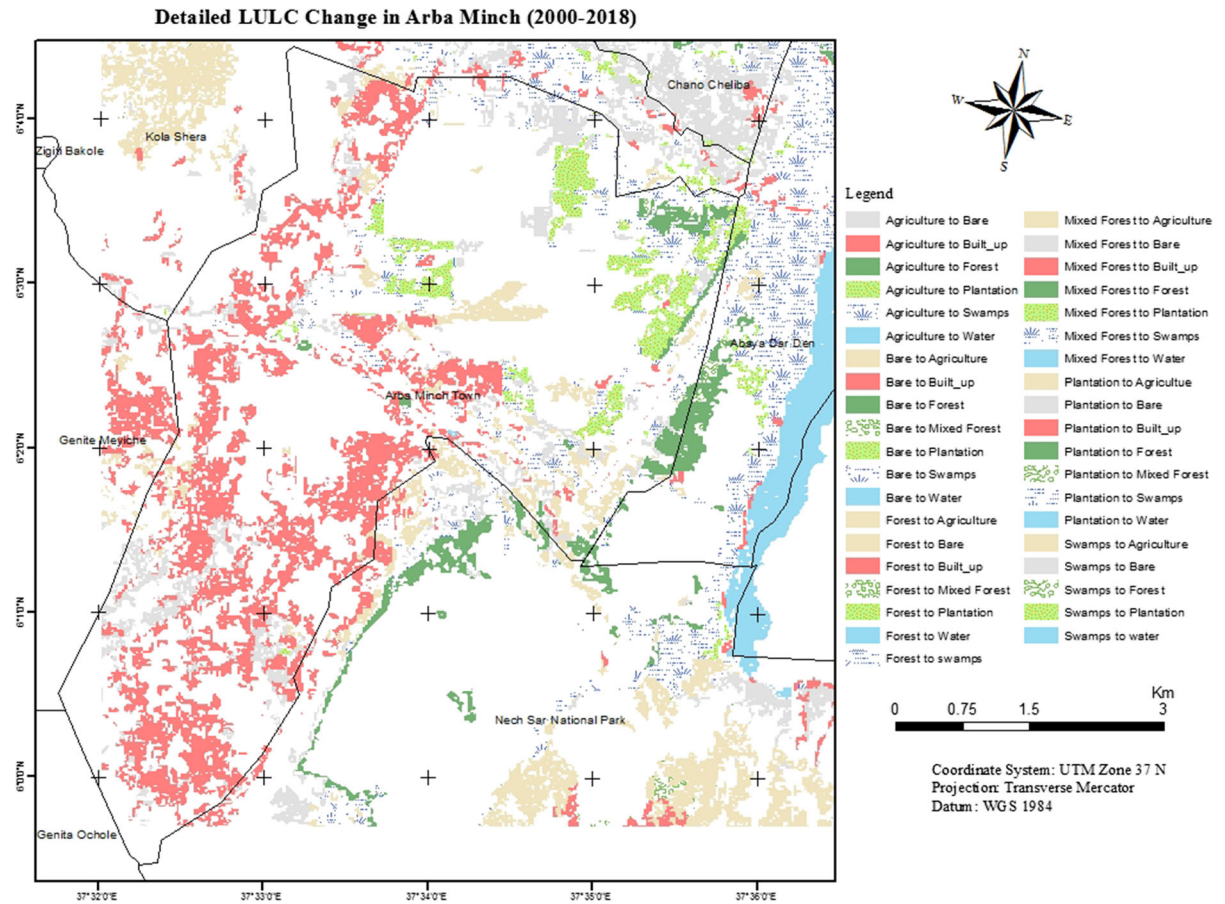 Detailed LULC Change in Arba Minch (2000-2018)
Chano Cheliba
Kola Shera
Zigiti Bakole
Abaya Dar Den
Arba Minch Town
Genite Meyiche
Nech Sar National Park
Genita Ochole
6°4'0"N
6°3'0"N
6°2'0"N
6°1'0"N
6°0'0"N
37°32'0"E
37°33'0"E
37°34'0"E
37°35'0"E
37°36'0"E
N
W
E
S
Legend
Agriculture to Bare
Agriculture to Built_up
Agriculture to Forest
Agriculture to Plantation
Agriculture to Swamps
Agriculture to Water
Bare to Agriculture
Bare to Built_up
Bare to Forest
Bare to Mixed Forest
Bare to Plantation
Bare to Swamps
Bare to Water
Forest to Agriculture
Forest to Bare
Forest to Built_up
Forest to Mixed Forest
Forest to Plantation
Forest to Water
Forest to swamps
Mixed Forest to Agriculture
Mixed Forest to Bare
Mixed Forest to Built_up
Mixed Forest to Forest
Mixed Forest to Plantation
Mixed Forest to Swamps
Mixed Forest to Water
Plantation to Agricultue
Plantation to Bare
Plantation to Built_up
Plantation to Forest
Plantation to Mixed Forest
Plantation to Swamps
Plantation to Water
Swamps to Agriculture
Swamps to Bare
Swamps to Forest
Swamps to Plantation
Swamps to water
Km
0 0.75 1.5 3
Coordinate System: UTM Zone 37 N
Projection: Transverse Mercator
Datum: WGS 1984